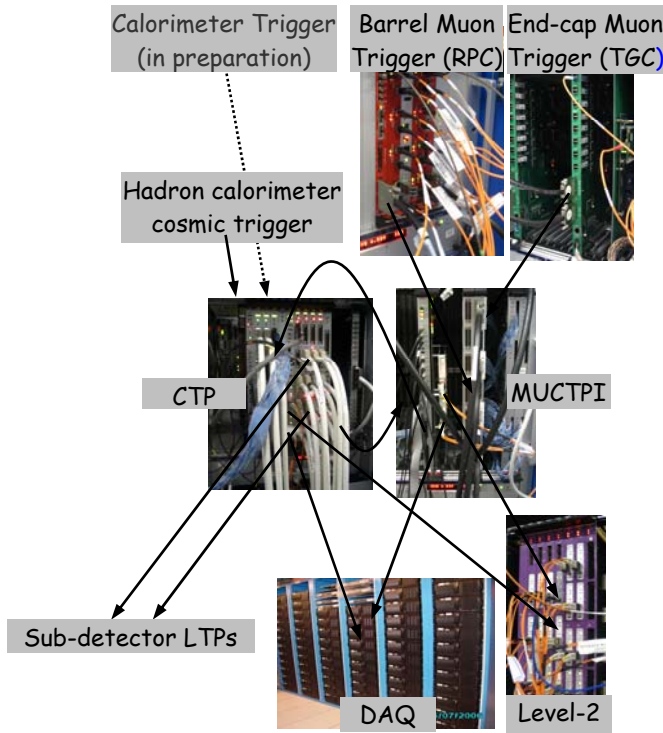 Calorimeter Trigger
(in preparation)
Barrel Muon
Trigger (RPC)
End-cap Muon
Trigger (TGC)
Hadron calorimeter
cosmic trigger
CTP
MUCTPI
Sub-detector LTPs
DAQ
Level-2